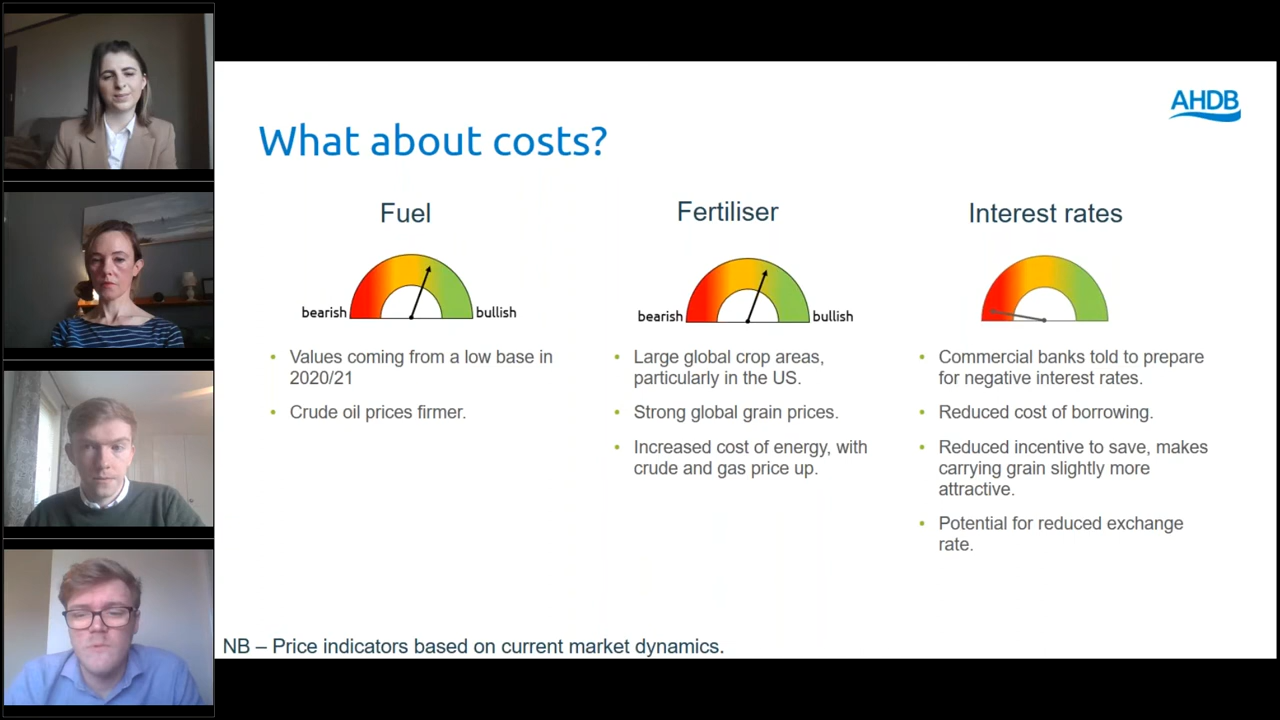 AHDB
What about costs?
Fuel
bearish
bullish
• Values coming from a low base in
2020/21
• Crude oil prices firmer.
Fertiliser
bearish
bullish
• Large global crop areas,
particularly in the US.
• Strong global grain prices.
• Increased cost of energy, with
crude and gas price up.
Interest rates
• Commercial banks told to prepare
for negative interest rates.
• Reduced cost of borrowing.
• Reduced incentive to save, makes
carrying grain slightly more
attractive.
• Potential for reduced exchange
rate.
NB – Price indicators based on current market dynamics.